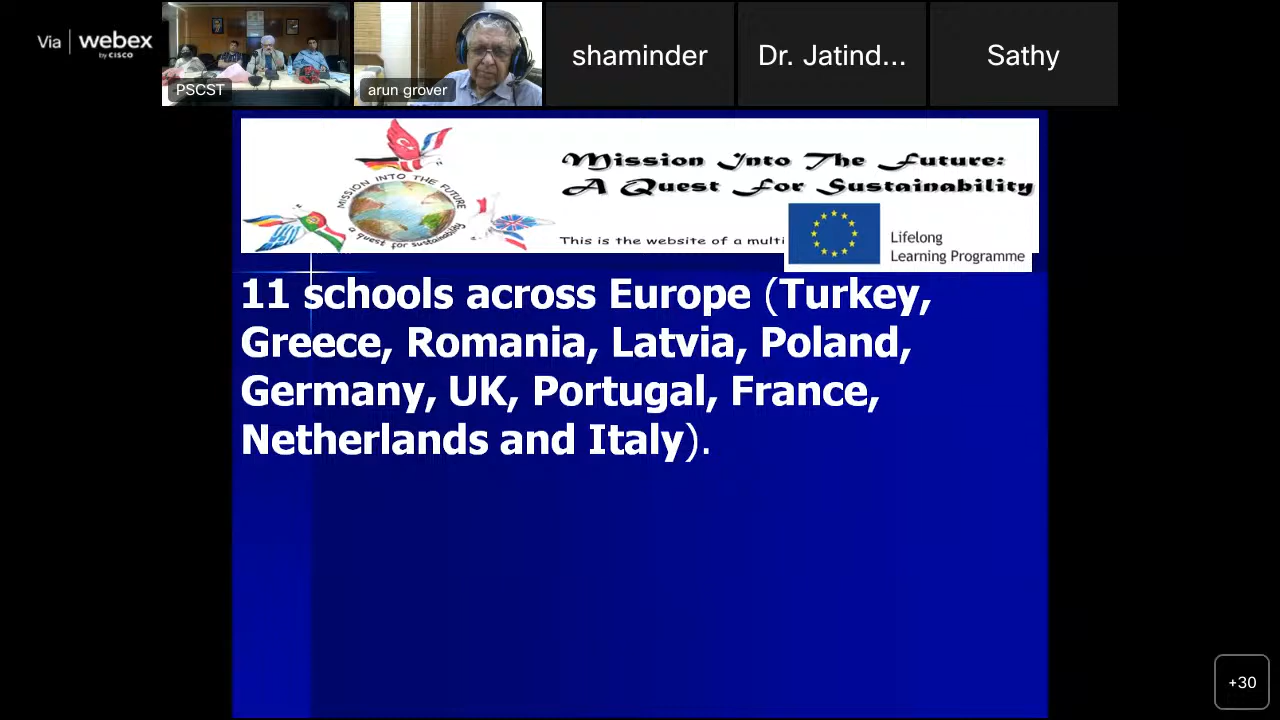 Via | webex
by CISCO
PSCST
arun grover
shaminder
Dr. Jatind...
Sathy
MISSION INTO THE FUTURE
a quest for sustainability
Mission Into The Future:
A Quest For Sustainability
This is the website of a multi
Lifelong
Learning Programme
11 schools across Europe (Turkey,
Greece, Romania, Latvia, Poland,
Germany, UK, Portugal, France,
Netherlands and Italy).
+30